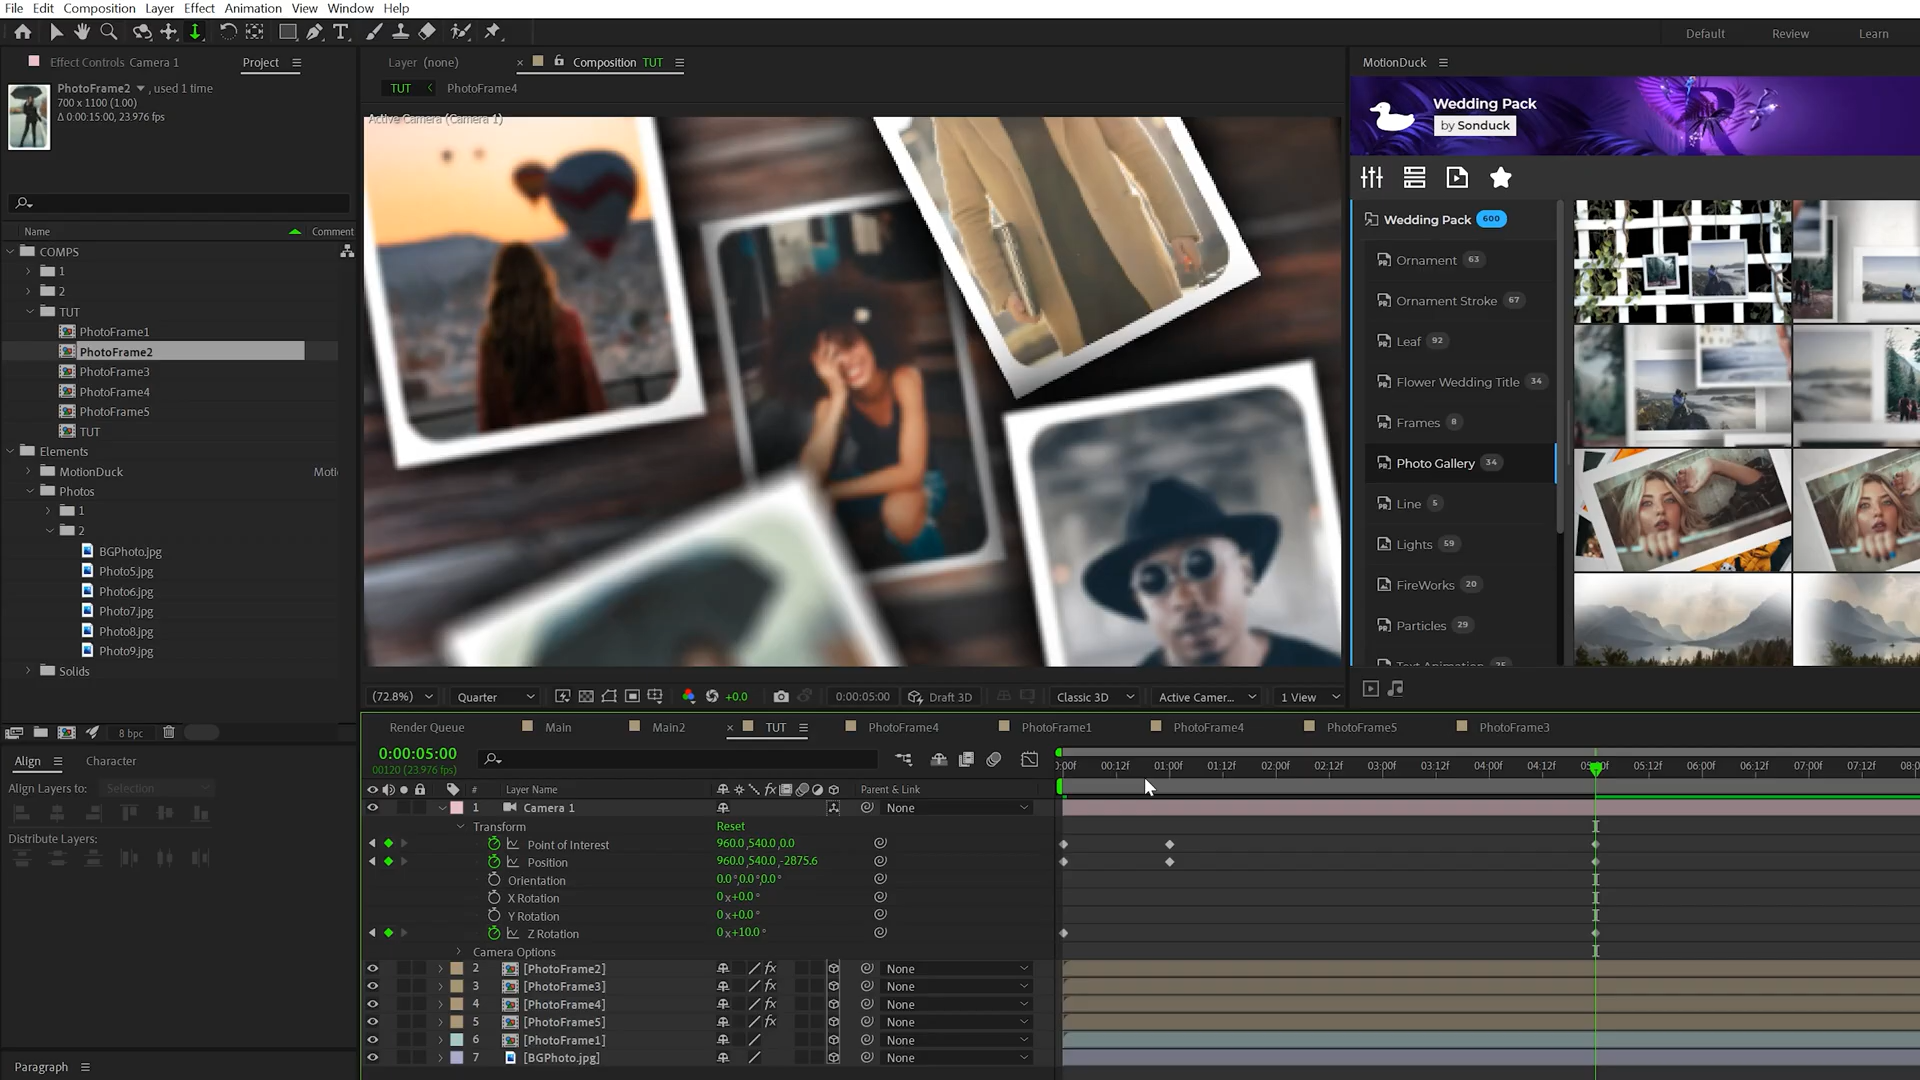 File Edit Composition Layer Effect Animation View Window Help
Default Review Learn
Effect Controls Camera 1 Project
PhotoFrame2 , used 1 time
700 x 1100 (1.00)
Δ 0:00:15:00, 23.976 fps
Name Comment
COMPS
1
2
TUT
PhotoFrame1
PhotoFrame2
PhotoFrame3
PhotoFrame4
PhotoFrame5
TUT
Elements
MotionDuck Motic
Photos
1
2
BGPhoto.jpg
Photo5.jpg
Photo6.jpg
Photo7.jpg
Photo8.jpg
Photo9.jpg
Solids
8 bpc
Layer (none) × Composition TUT
TUT PhotoFrame4
Active Camera (Camera 1)
(72.8%) Quarter +0.0 0:00:05:00 Draft 3D Classic 3D Active Camer... 1 View
MotionDuck
Wedding Pack
by Sonduck
Wedding Pack 600
Ornament 63
Ornament Stroke 67
Leaf 92
Flower Wedding Title 34
Frames 8
Photo Gallery 34
Line 5
Lights 59
FireWorks 20
Particles 29
Text Animation
Align Character
Align Layers to: Selection
Distribute Layers:
Paragraph
Render Queue Main Main2 × TUT PhotoFrame4 PhotoFrame1 PhotoFrame4 PhotoFrame5 PhotoFrame3
0:00:05:00
00120 (23.976 fps)
:00f 00:12f 01:00f 01:12f 02:00f 02:12f 03:00f 03:12f 04:00f 04:12f 05:00f 05:12f 06:00f 06:12f 07:00f 07:12f 08:0
# Layer Name fx Parent & Link
1 Camera 1 None
Transform Reset
Point of Interest 960.0,540.0,0.0
Position 960.0,540.0,-2875.6
Orientation 0.0°,0.0°,0.0°
X Rotation 0x+0.0°
Y Rotation 0x+0.0°
Z Rotation 0x+10.0°
Camera Options
2 [PhotoFrame2] fx None
3 [PhotoFrame3] fx None
4 [PhotoFrame4] fx None
5 [PhotoFrame5] fx None
6 [PhotoFrame1] None
7 [BGPhoto.jpg] None